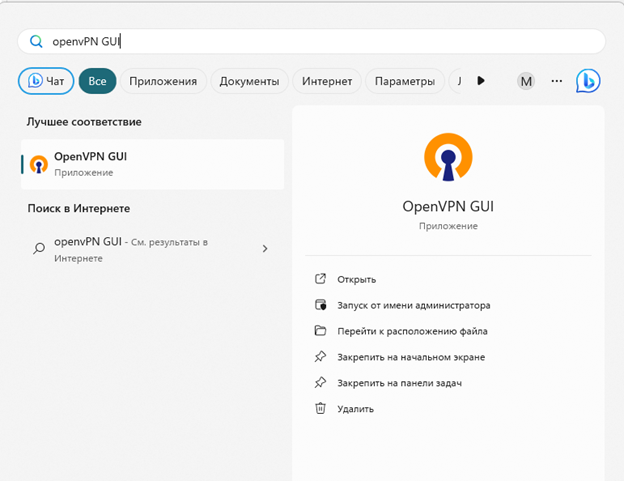 openvPN GUI
Чат
Все
Приложения
Документы
Интернет
Параметры
М
Лучшее соответствие
OpenVPN GUI
Приложение
Поиск в Интернете
openvPN GUI - См. результаты в
Интернете
OpenVPN GUI
Приложение
Открыть
Запуск от имени администратора
Перейти к расположению файла
Закрепить на начальном экране
Закрепить на панели задач
Удалить